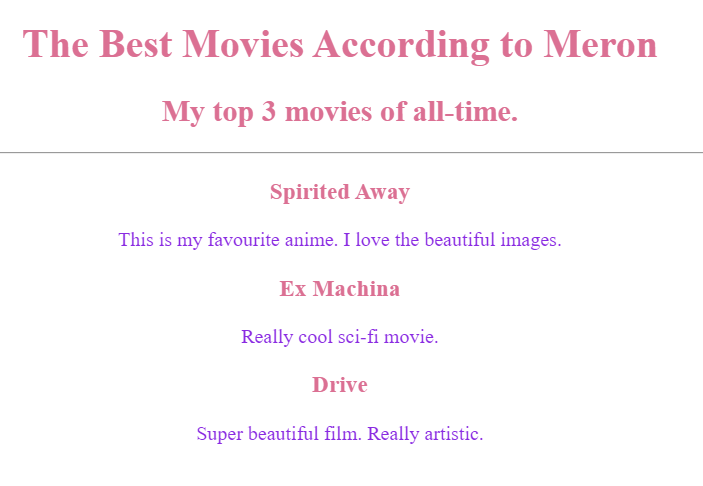 The Best Movies According to Meron
My top 3 movies of all-time.
Spirited Away
This is my favourite anime. I love the beautiful images.
Ex Machina
Really cool sci-fi movie.
Drive
Super beautiful film. Really artistic.